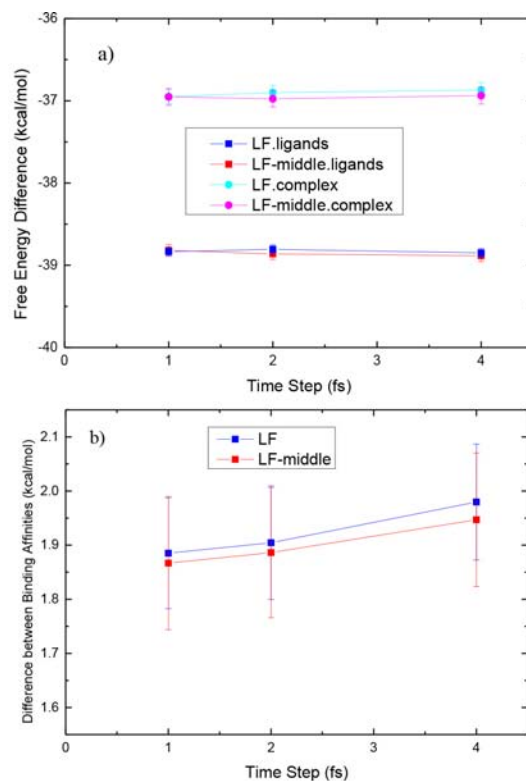 a)
Free Energy Difference (kcal/mol)
-36
-37
-38
-39
-40
LF.ligands
LF-middle.ligands
LF.complex
LF-middle.complex
0
1
2
3
4
Time Step (fs)
b)
Difference between Binding Affinities (kcal/mol)
2.1
2.0
1.9
1.8
1.7
1.6
LF
LF-middle
0
1
2
3
4
Time Step (fs)